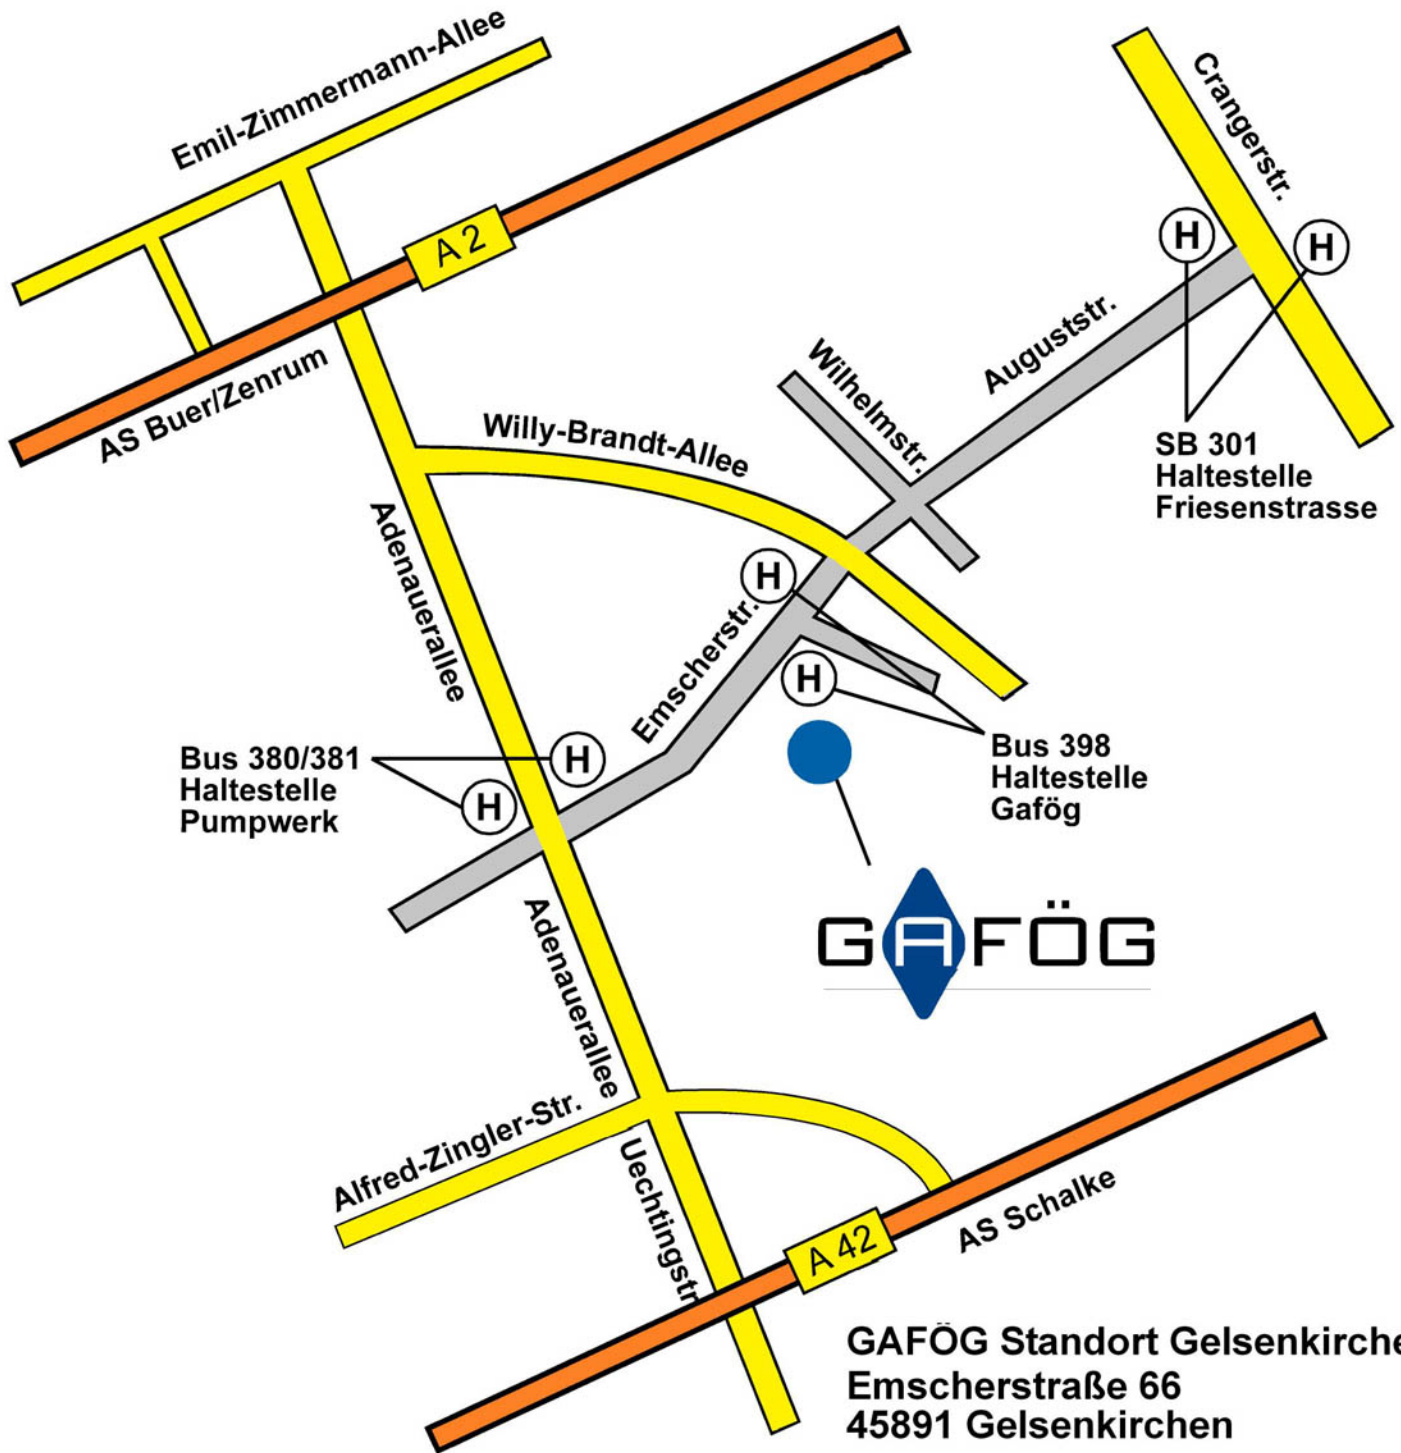 Emil-Zimmermann-Allee
A 2
Crangerstr.
H
H
AS Buer/Zenrum
Willy-Brandt-Allee
Wilhelmstr.
Auguststr.
SB 301
Haltestelle
Friesenstrasse
Adenauerallee
H
Emscherstr.
H
Bus 380/381
Haltestelle
Pumpwerk
H
H
Bus 398
Haltestelle
Gafög
GAFÖG
Adenauerallee
Alfred-Zingler-Str.
Uechtingstr
A 42
AS Schalke
GAFÖG Standort Gelsenkirche
Emscherstraße 66
45891 Gelsenkirchen